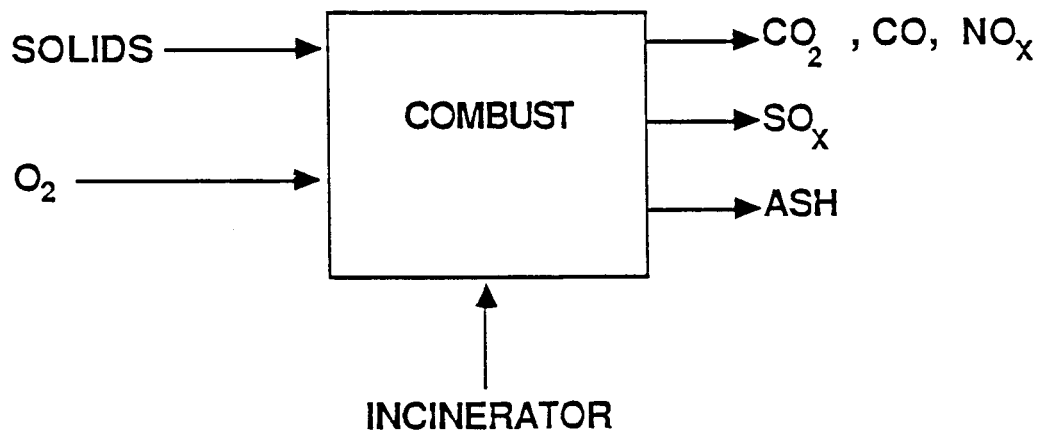 SOLIDS
O₂
COMBUST
CO₂ , CO, NOₓ
SOₓ
ASH
INCINERATOR